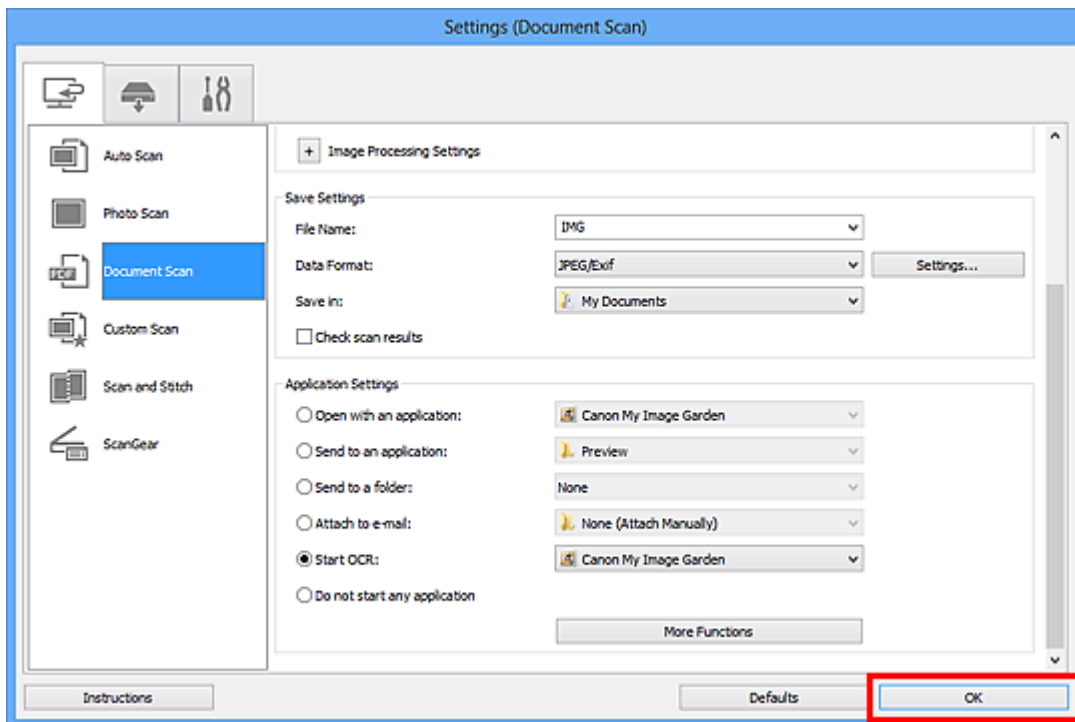 Settings (Document Scan)
Auto Scan
Photo Scan
Document Scan
Custom Scan
Scan and Stitch
ScanGear
+ Image Processing Settings
Save Settings
File Name: IMG
Data Format: JPEG/Exif Settings...
Save in: My Documents
Check scan results
Application Settings
Open with an application: Canon My Image Garden
Send to an application: Preview
Send to a folder: None
Attach to e-mail: None (Attach Manually)
Start OCR: Canon My Image Garden
Do not start any application
More Functions
Instructions Defaults OK